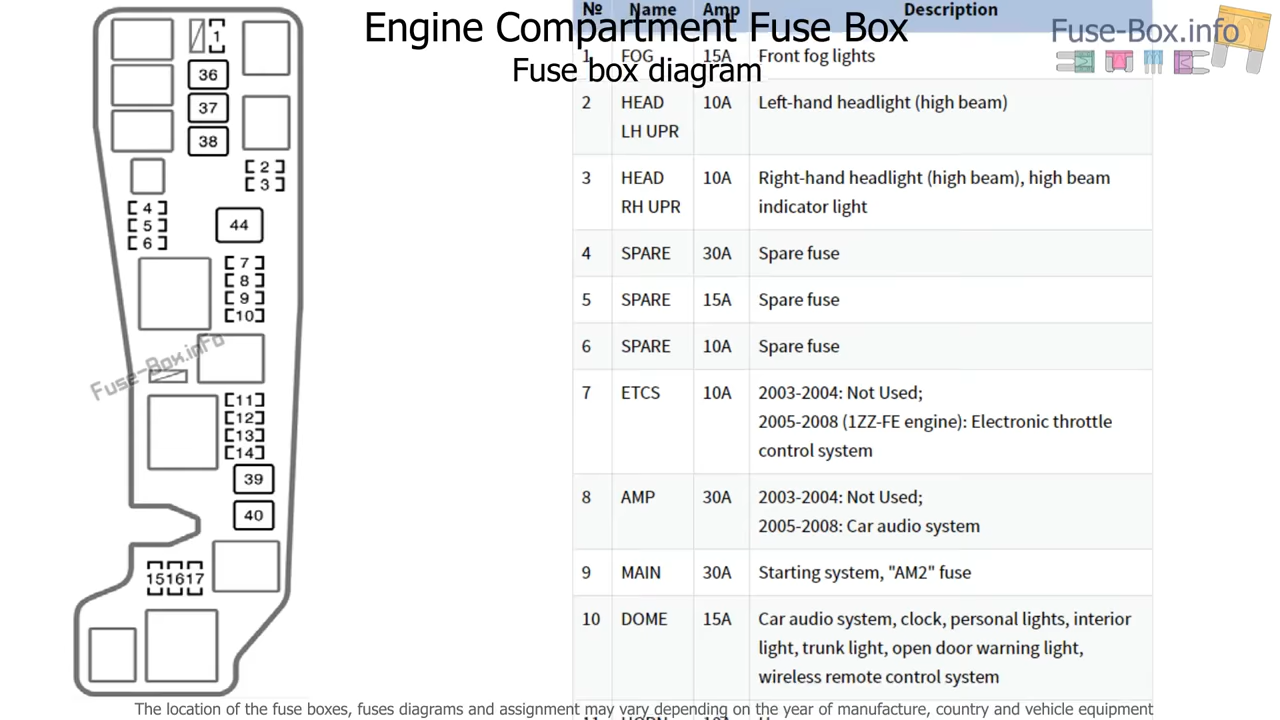 Engine Compartment Fuse Box
Fuse box diagram
Fuse-Box.info
№ Name Amp Description
1 FOG 15A Front fog lights
2 HEAD 10A Left-hand headlight (high beam)
LH UPR
3 HEAD 10A Right-hand headlight (high beam), high beam
RH UPR indicator light
4 SPARE 30A Spare fuse
5 SPARE 15A Spare fuse
6 SPARE 10A Spare fuse
7 ETCS 10A 2003-2004: Not Used;
2005-2008 (1ZZ-FE engine): Electronic throttle
control system
8 AMP 30A 2003-2004: Not Used;
2005-2008: Car audio system
9 MAIN 30A Starting system, "AM2" fuse
10 DOME 15A Car audio system, clock, personal lights, interior
light, trunk light, open door warning light,
wireless remote control system
1
36
37
38
2
3
4
5
6
44
7
8
9
10
Fuse-Box.info
11
12
13
14
39
40
15 16 17
The location of the fuse boxes, fuses diagrams and assignment may vary depending on the year of manufacture, country and vehicle equipment